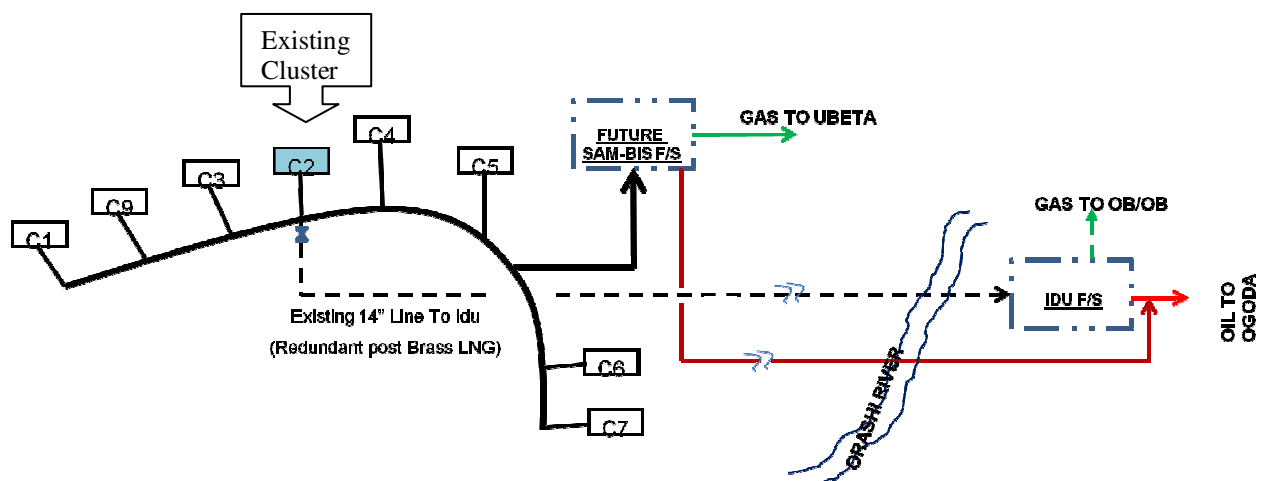 Existing
Cluster
C4
GAS TO UBETA
FUTURE
SAM-BIS F/S
C2
C5
C3
C9
C1
GAS TO OB/OB
IDU F/S
OIL TO
OGODA
Existing 14" Line To Idu
(Redundant post Brass LNG)
ORASHI RIVER
C6
C7